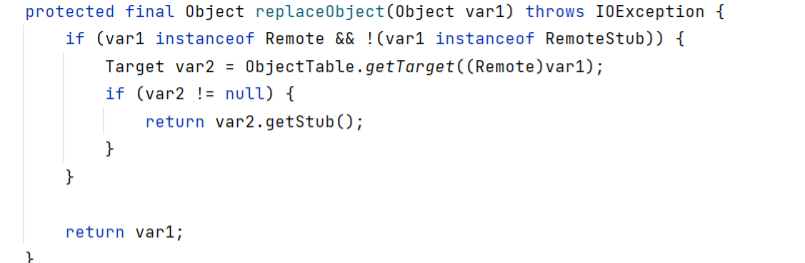 protected final Object replaceObject(Object var1) throws IOException {
    if (var1 instanceof Remote && !(var1 instanceof RemoteStub)) {
        Target var2 = ObjectTable.getTarget((Remote)var1);
        if (var2 != null) {
            return var2.getStub();
        }
    }

    return var1;
}